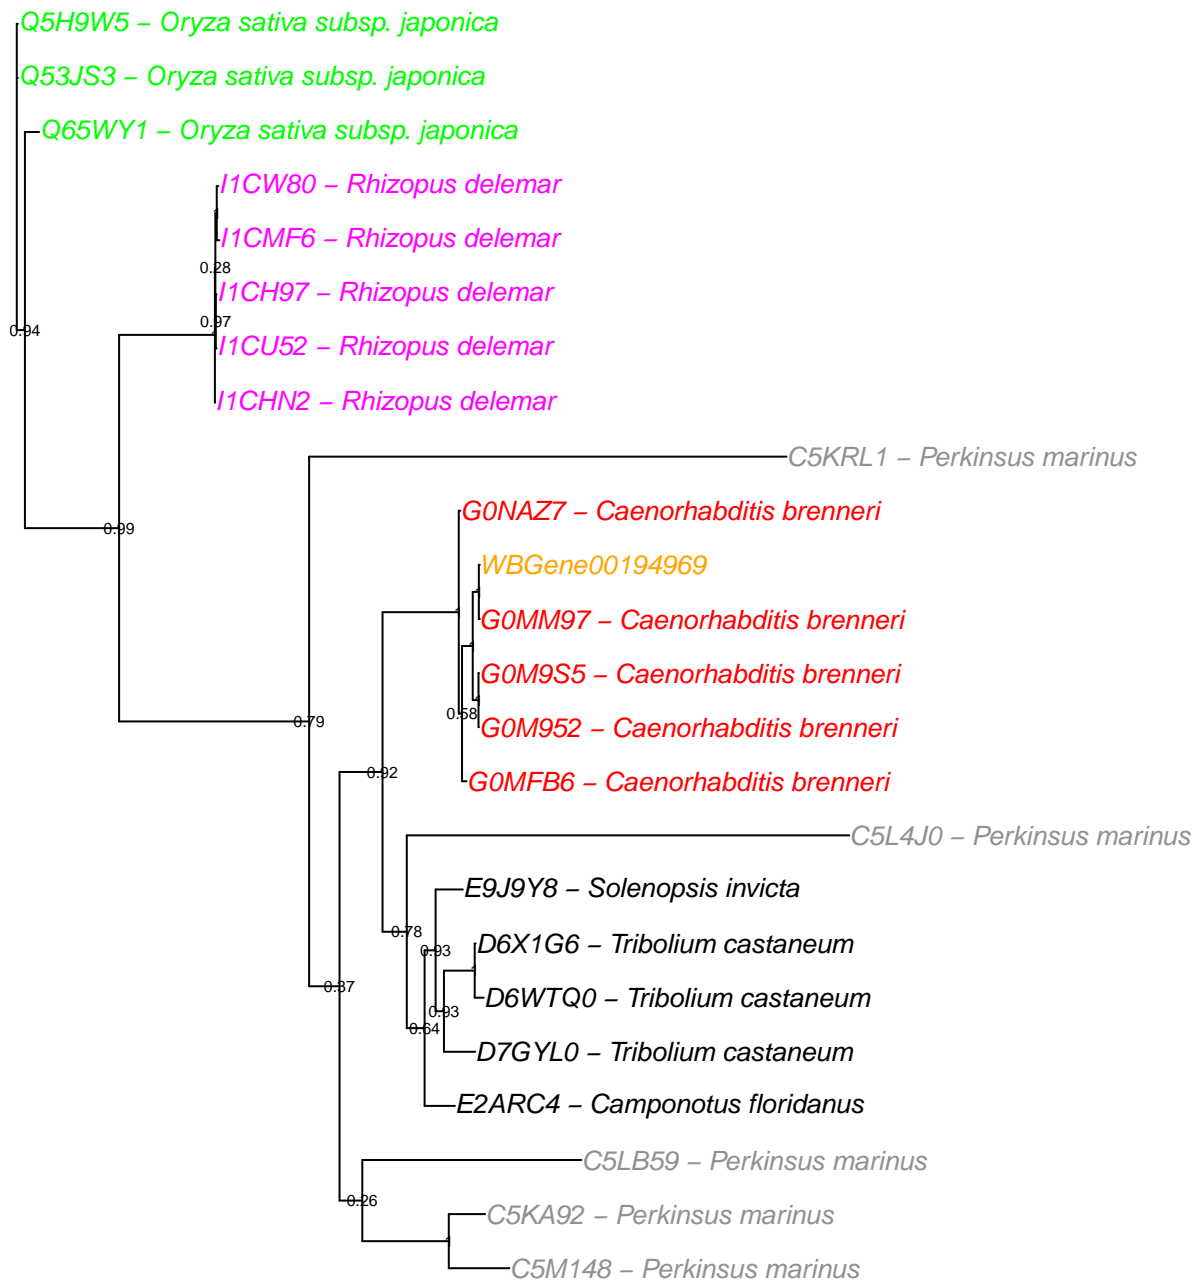 Q5H9W5 – Oryza sativa subsp. japonica
Q53JS3 – Oryza sativa subsp. japonica
Q65WY1 – Oryza sativa subsp. japonica
I1CW80 – Rhizopus delemar
I1CMF6 – Rhizopus delemar
0.28
I1CH97 – Rhizopus delemar
0.97
0.94
I1CU52 – Rhizopus delemar
I1CHN2 – Rhizopus delemar
C5KRL1 – Perkinsus marinus
G0NAZ7 – Caenorhabditis brenneri
0.99
WBGene00194969
G0MM97 – Caenorhabditis brenneri
G0M9S5 – Caenorhabditis brenneri
0.58
0.79
G0M952 – Caenorhabditis brenneri
0.92
G0MFB6 – Caenorhabditis brenneri
C5L4J0 – Perkinsus marinus
E9J9Y8 – Solenopsis invicta
0.78
D6X1G6 – Tribolium castaneum
0.93
0.37
D6WTQ0 – Tribolium castaneum
0.93
0.64
D7GYL0 – Tribolium castaneum
E2ARC4 – Camponotus floridanus
C5LB59 – Perkinsus marinus
0.26
C5KA92 – Perkinsus marinus
C5M148 – Perkinsus marinus